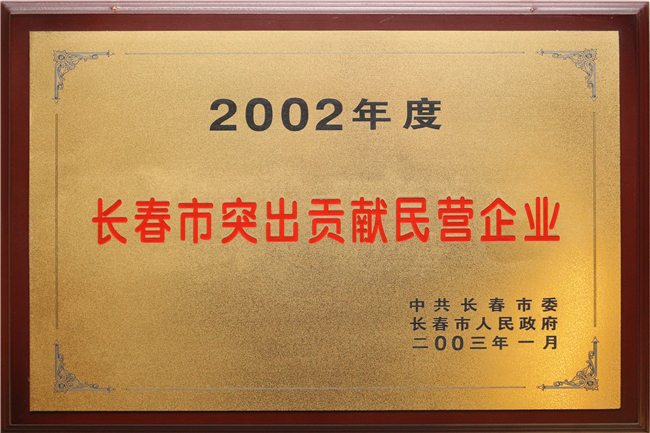 2002年度
长春市突出贡献民营企业
中共长春市委
长春市人民政府
二00三年一月